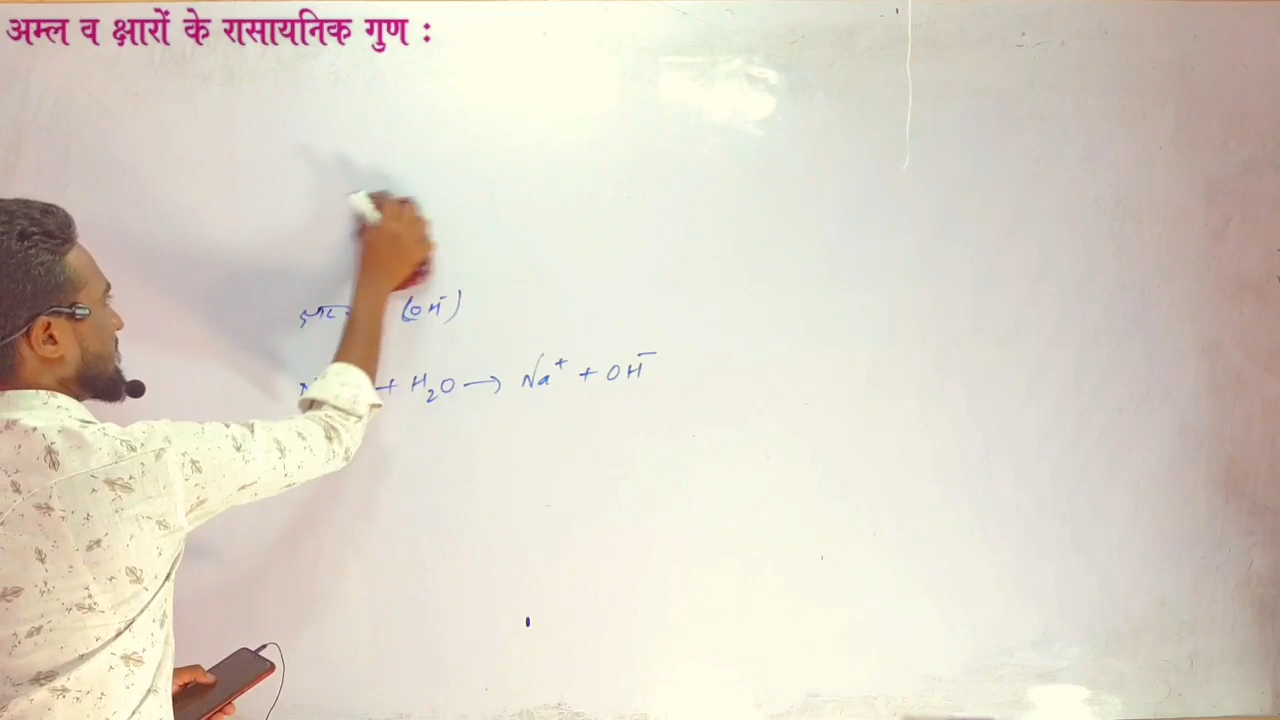 अम्ल व क्षारों के रासायनिक गुण :
(OH⁻)
+ H₂O → Na⁺ + OH⁻